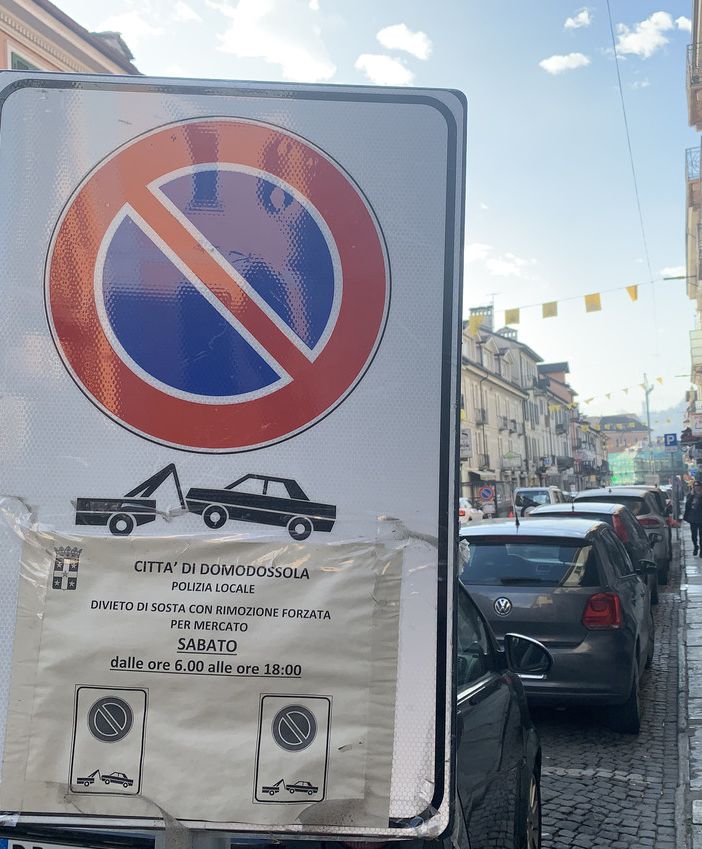 CITTA' DI DOMODOSSOLA
POLIZIA LOCALE
DIVIETO DI SOSTA CON RIMOZIONE FORZATA
PER MERCATO
SABATO
dalle ore 6.00 alle ore 18:00
P